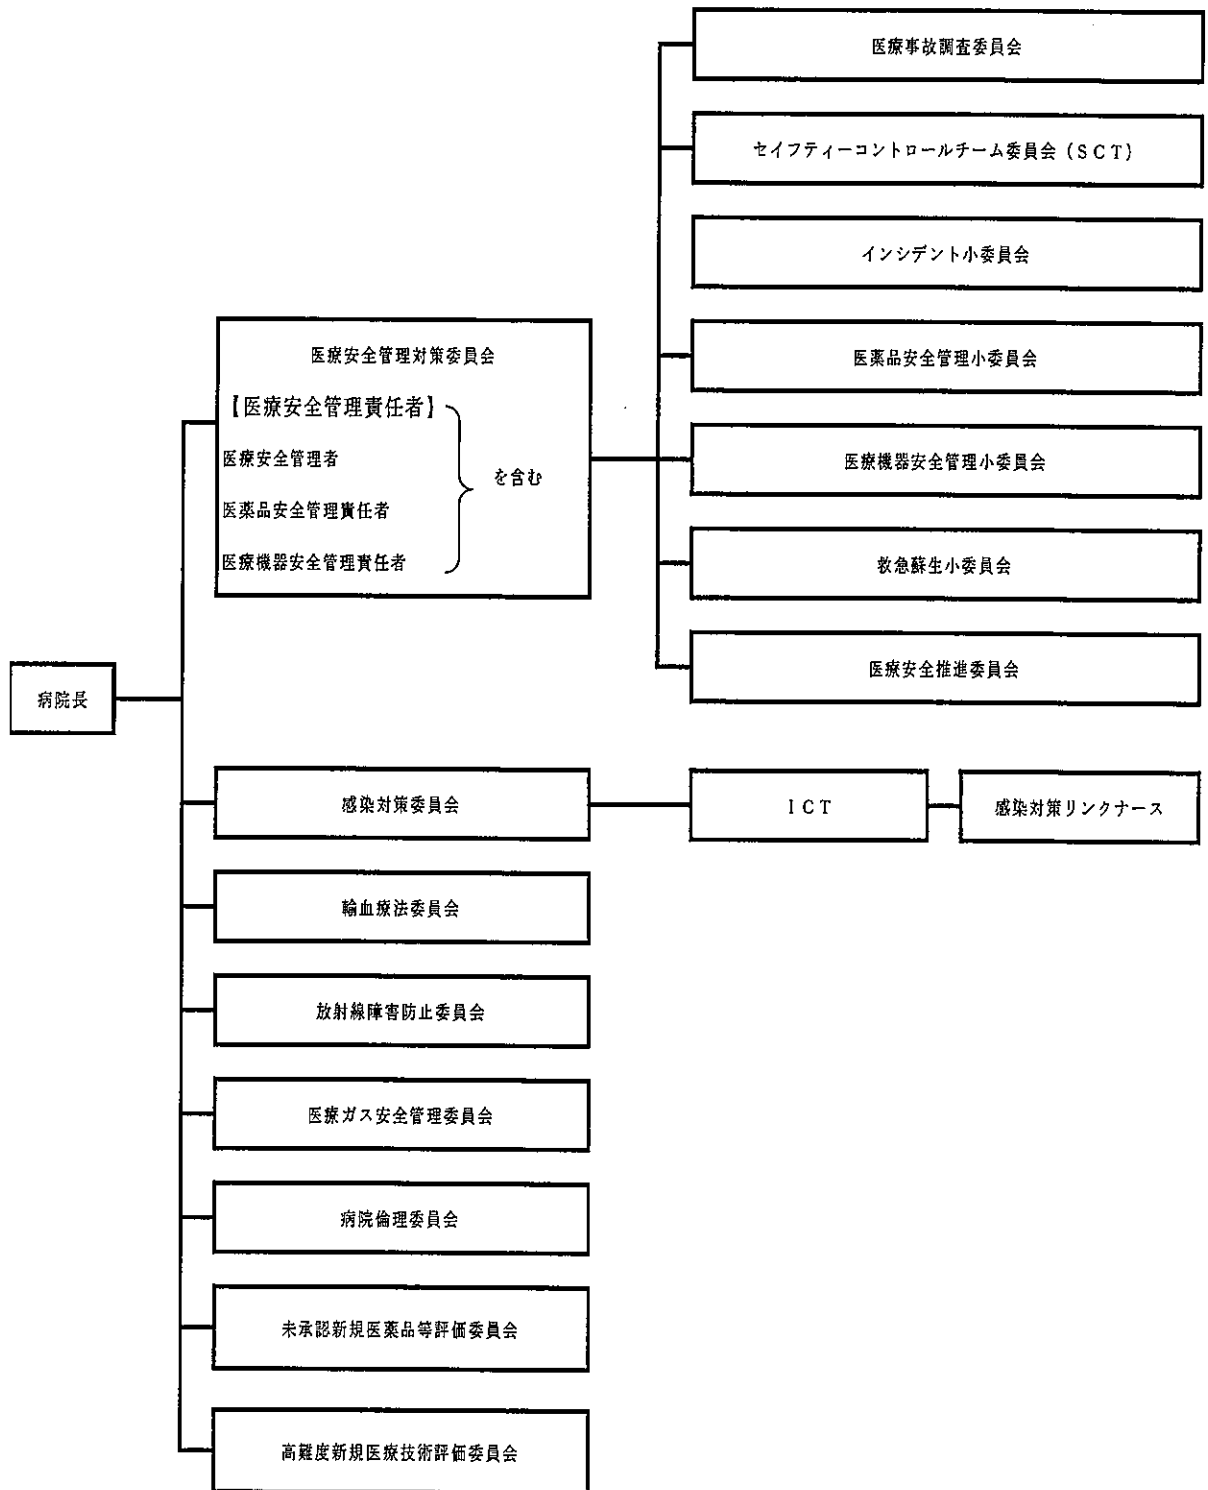 医療事故調査委員会
セイフティーコントロールチーム委員会（ＳＣＴ）
インシデント小委員会
医療安全管理対策委員会
【医療安全管理責任者】
医療安全管理者
医薬品安全管理責任者
医療機器安全管理責任者
を含む
医薬品安全管理小委員会
医療機器安全管理小委員会
救急蘇生小委員会
医療安全推進委員会
病院長
感染対策委員会
ＩＣＴ
感染対策リンクナース
輸血療法委員会
放射線障害防止委員会
医療ガス安全管理委員会
病院倫理委員会
未承認新規医薬品等評価委員会
高難度新規医療技術評価委員会